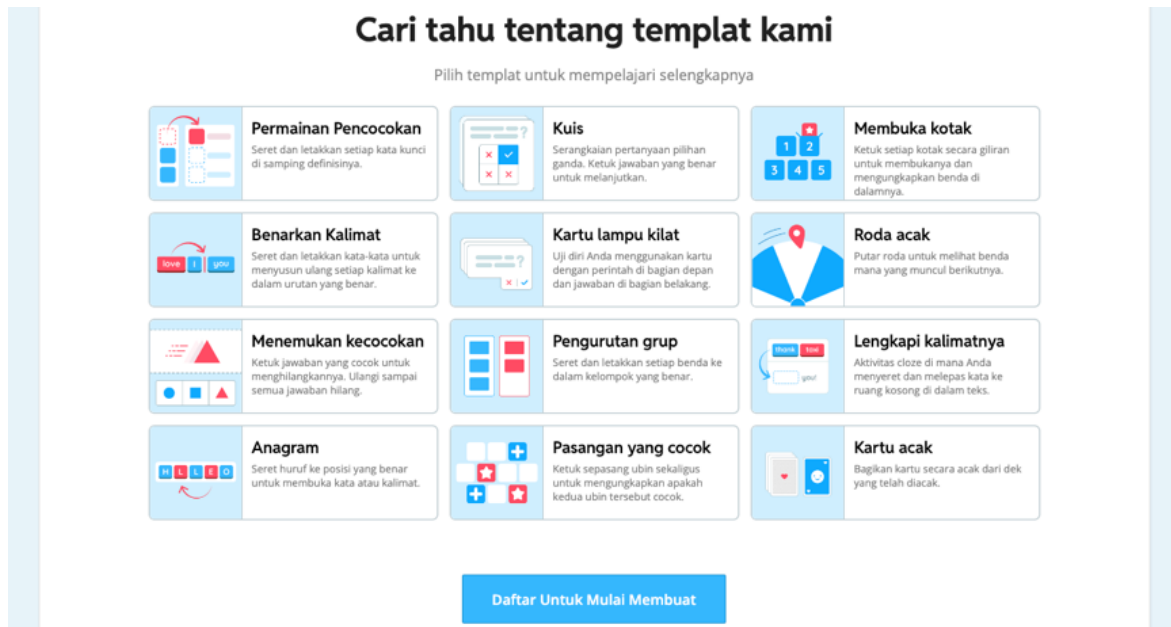 Cari tahu tentang templat kami
Pilih templat untuk mempelajari selengkapnya
Permainan Pencocokan
Seret dan letakkan setiap kata kunci
di samping definisinya.
Kuis
Serangkaian pertanyaan pilihan
ganda. Ketuk jawaban yang benar
untuk melanjutkan.
?
Membuka kotak
Ketuk setiap kotak secara giliran
untuk membukanya dan
mengungkapkan benda di
dalamnya.
1 2
3 4 5
Benarkan Kalimat
Seret dan letakkan kata-kata untuk
menyusun ulang setiap kalimat ke
dalam urutan yang benar.
love I you
Kartu lampu kilat
Uji diri Anda menggunakan kartu
dengan perintah di bagian depan
dan jawaban di bagian belakang.
?
Roda acak
Putar roda untuk melihat benda
mana yang muncul berikutnya.
Menemukan kecocokan
Ketuk jawaban yang cocok untuk
menghilangkannya. Ulangi sampai
semua jawaban hilang.
Pengurutan grup
Seret dan letakkan setiap benda ke
dalam kelompok yang benar.
Lengkapi kalimatnya
Aktivitas cloze di mana Anda
menyeret dan melepas kata ke
ruang kosong di dalam teks.
thank
you!
Anagram
Seret huruf ke posisi yang benar
untuk membuka kata atau kalimat.
H L L E O
Pasangan yang cocok
Ketuk sepasang ubin sekaligus
untuk mengungkapkan apakah
kedua ubin tersebut cocok.
Kartu acak
Bagikan kartu secara acak dari dek
yang telah diacak.
Daftar Untuk Mulai Membuat